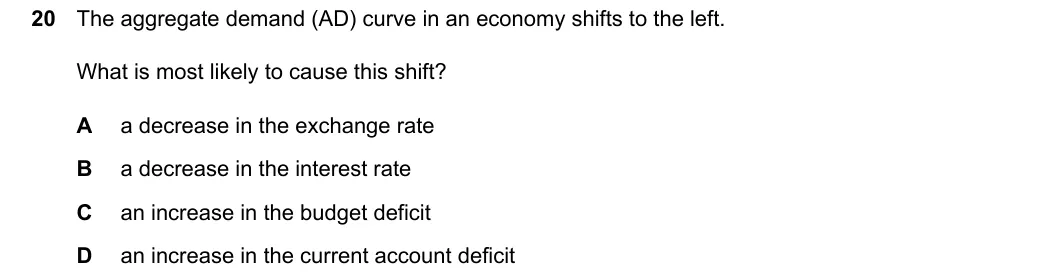 20 The aggregate demand (AD) curve in an economy shifts to the left.
What is most likely to cause this shift?
A a decrease in the exchange rate
B a decrease in the interest rate
C an increase in the budget deficit
D an increase in the current account deficit